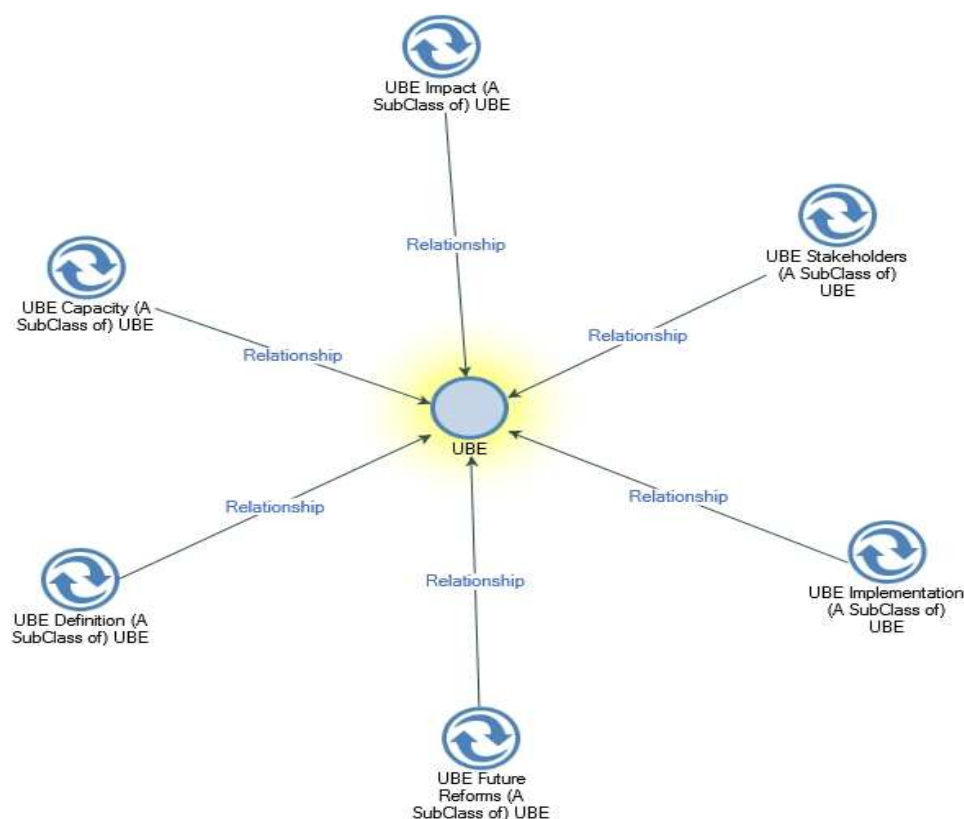 UBE Impact (A
SubClass of) UBE
UBE Stakeholders
(A SubClass of)
UBE
Relationship
UBE Capacity (A
SubClass of) UBE
Relationship
Relationship
UBE
Relationship
Relationship
UBE Definition (A
SubClass of) UBE
Relationship
UBE Implementation
(A SubClass of)
UBE
UBE Future
Reforms (A
SubClass of) UBE